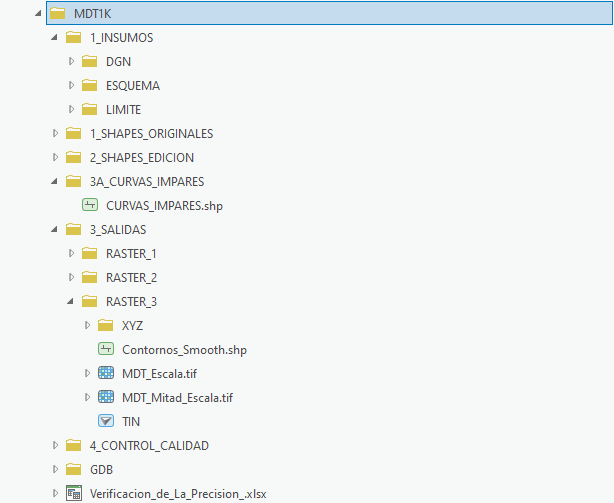 MDT1K
1_INSUMOS
DGN
ESQUEMA
LIMITE
1_SHAPES_ORIGINALES
2_SHAPES_EDICION
3A_CURVAS_IMPARES
CURVAS_IMPARES.shp
3_SALIDAS
RASTER_1
RASTER_2
RASTER_3
XYZ
Contornos_Smooth.shp
MDT_Escala.tif
MDT_Mitad_Escala.tif
TIN
4_CONTROL_CALIDAD
GDB
Verificacion_de_La_Precision_.xlsx